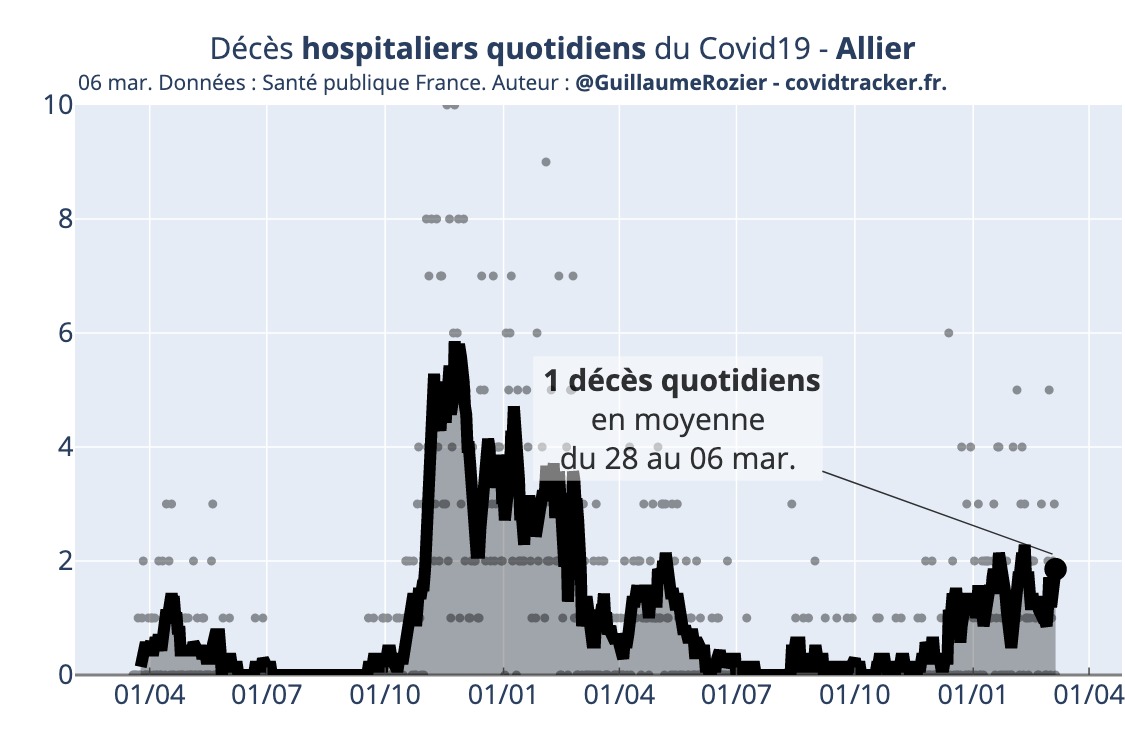 Décès hospitaliers quotidiens du Covid19 - Allier
06 mar. Données : Santé publique France. Auteur : @GuillaumeRozier - covidtracker.fr.
10
8
6
4
2
0
1 décès quotidiens
en moyenne
du 28 au 06 mar.
01/04 01/07 01/10 01/01 01/04 01/07 01/10 01/01 01/04